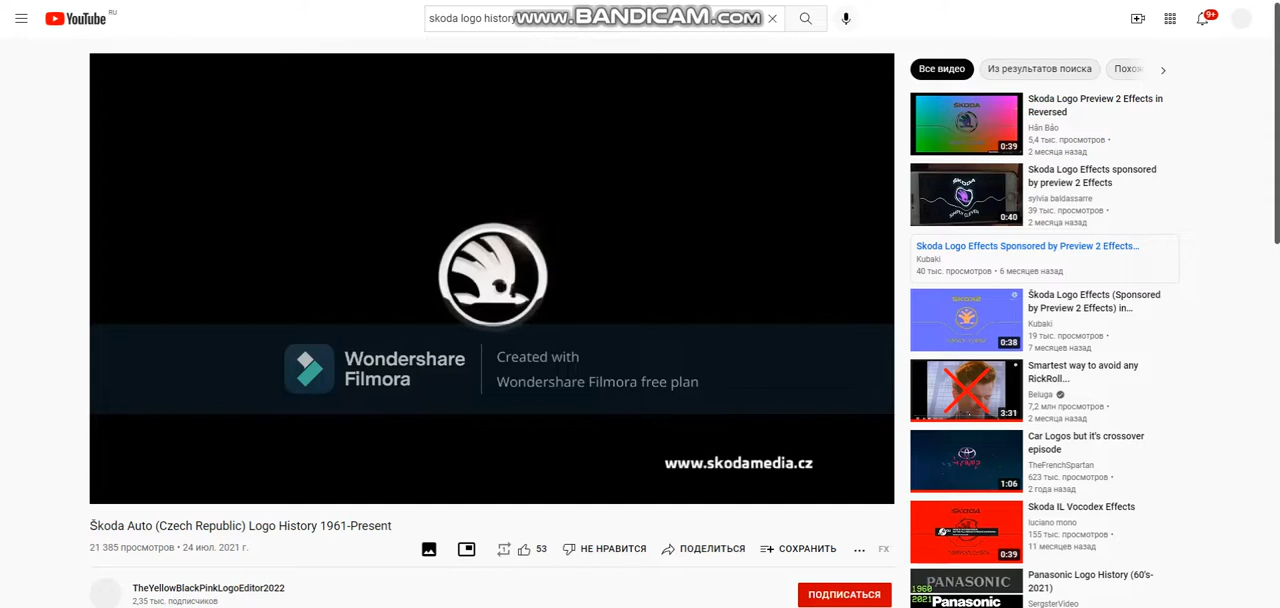 YouTube RU
skoda logo history
www.BANDICAM.com
9+
Wondershare
Filmora
Created with
Wondershare Filmora free plan
www.skodamedia.cz
Škoda Auto (Czech Republic) Logo History 1961-Present
21 385 просмотров • 24 июл. 2021 г.
53
НЕ НРАВИТСЯ
ПОДЕЛИТЬСЯ
СОХРАНИТЬ
FX
TheYellowBlackPinkLogoEditor2022
2,35 тыс. подписчиков
ПОДПИСАТЬСЯ
Все видео
Из результатов поиска
Похож
ŠKODA
0:39
Skoda Logo Preview 2 Effects in
Reversed
Hân Bảo
5,4 тыс. просмотров •
2 месяца назад
ŠKODA
SIMPLY CLEVER
0:40
Skoda Logo Effects sponsored
by preview 2 Effects
sylvia baldassarre
39 тыс. просмотров •
2 месяца назад
Skoda Logo Effects Sponsored by Preview 2 Effects...
Kubaki
40 тыс. просмотров • 6 месяцев назад
0:38
Škoda Logo Effects (Sponsored
by Preview 2 Effects) in...
Kubaki
19 тыс. просмотров •
7 месяцев назад
3:31
Smartest way to avoid any
RickRoll...
Beluga
7,2 млн просмотров •
2 месяца назад
1:06
Car Logos but it's crossover
episode
TheFrenchSpartan
623 тыс. просмотров •
2 года назад
0:39
Skoda IL Vocodex Effects
luciano mono
155 тыс. просмотров •
11 месяцев назад
PANASONIC
1960
2021
Panasonic
Panasonic Logo History (60's-
2021)
SergsterVideo